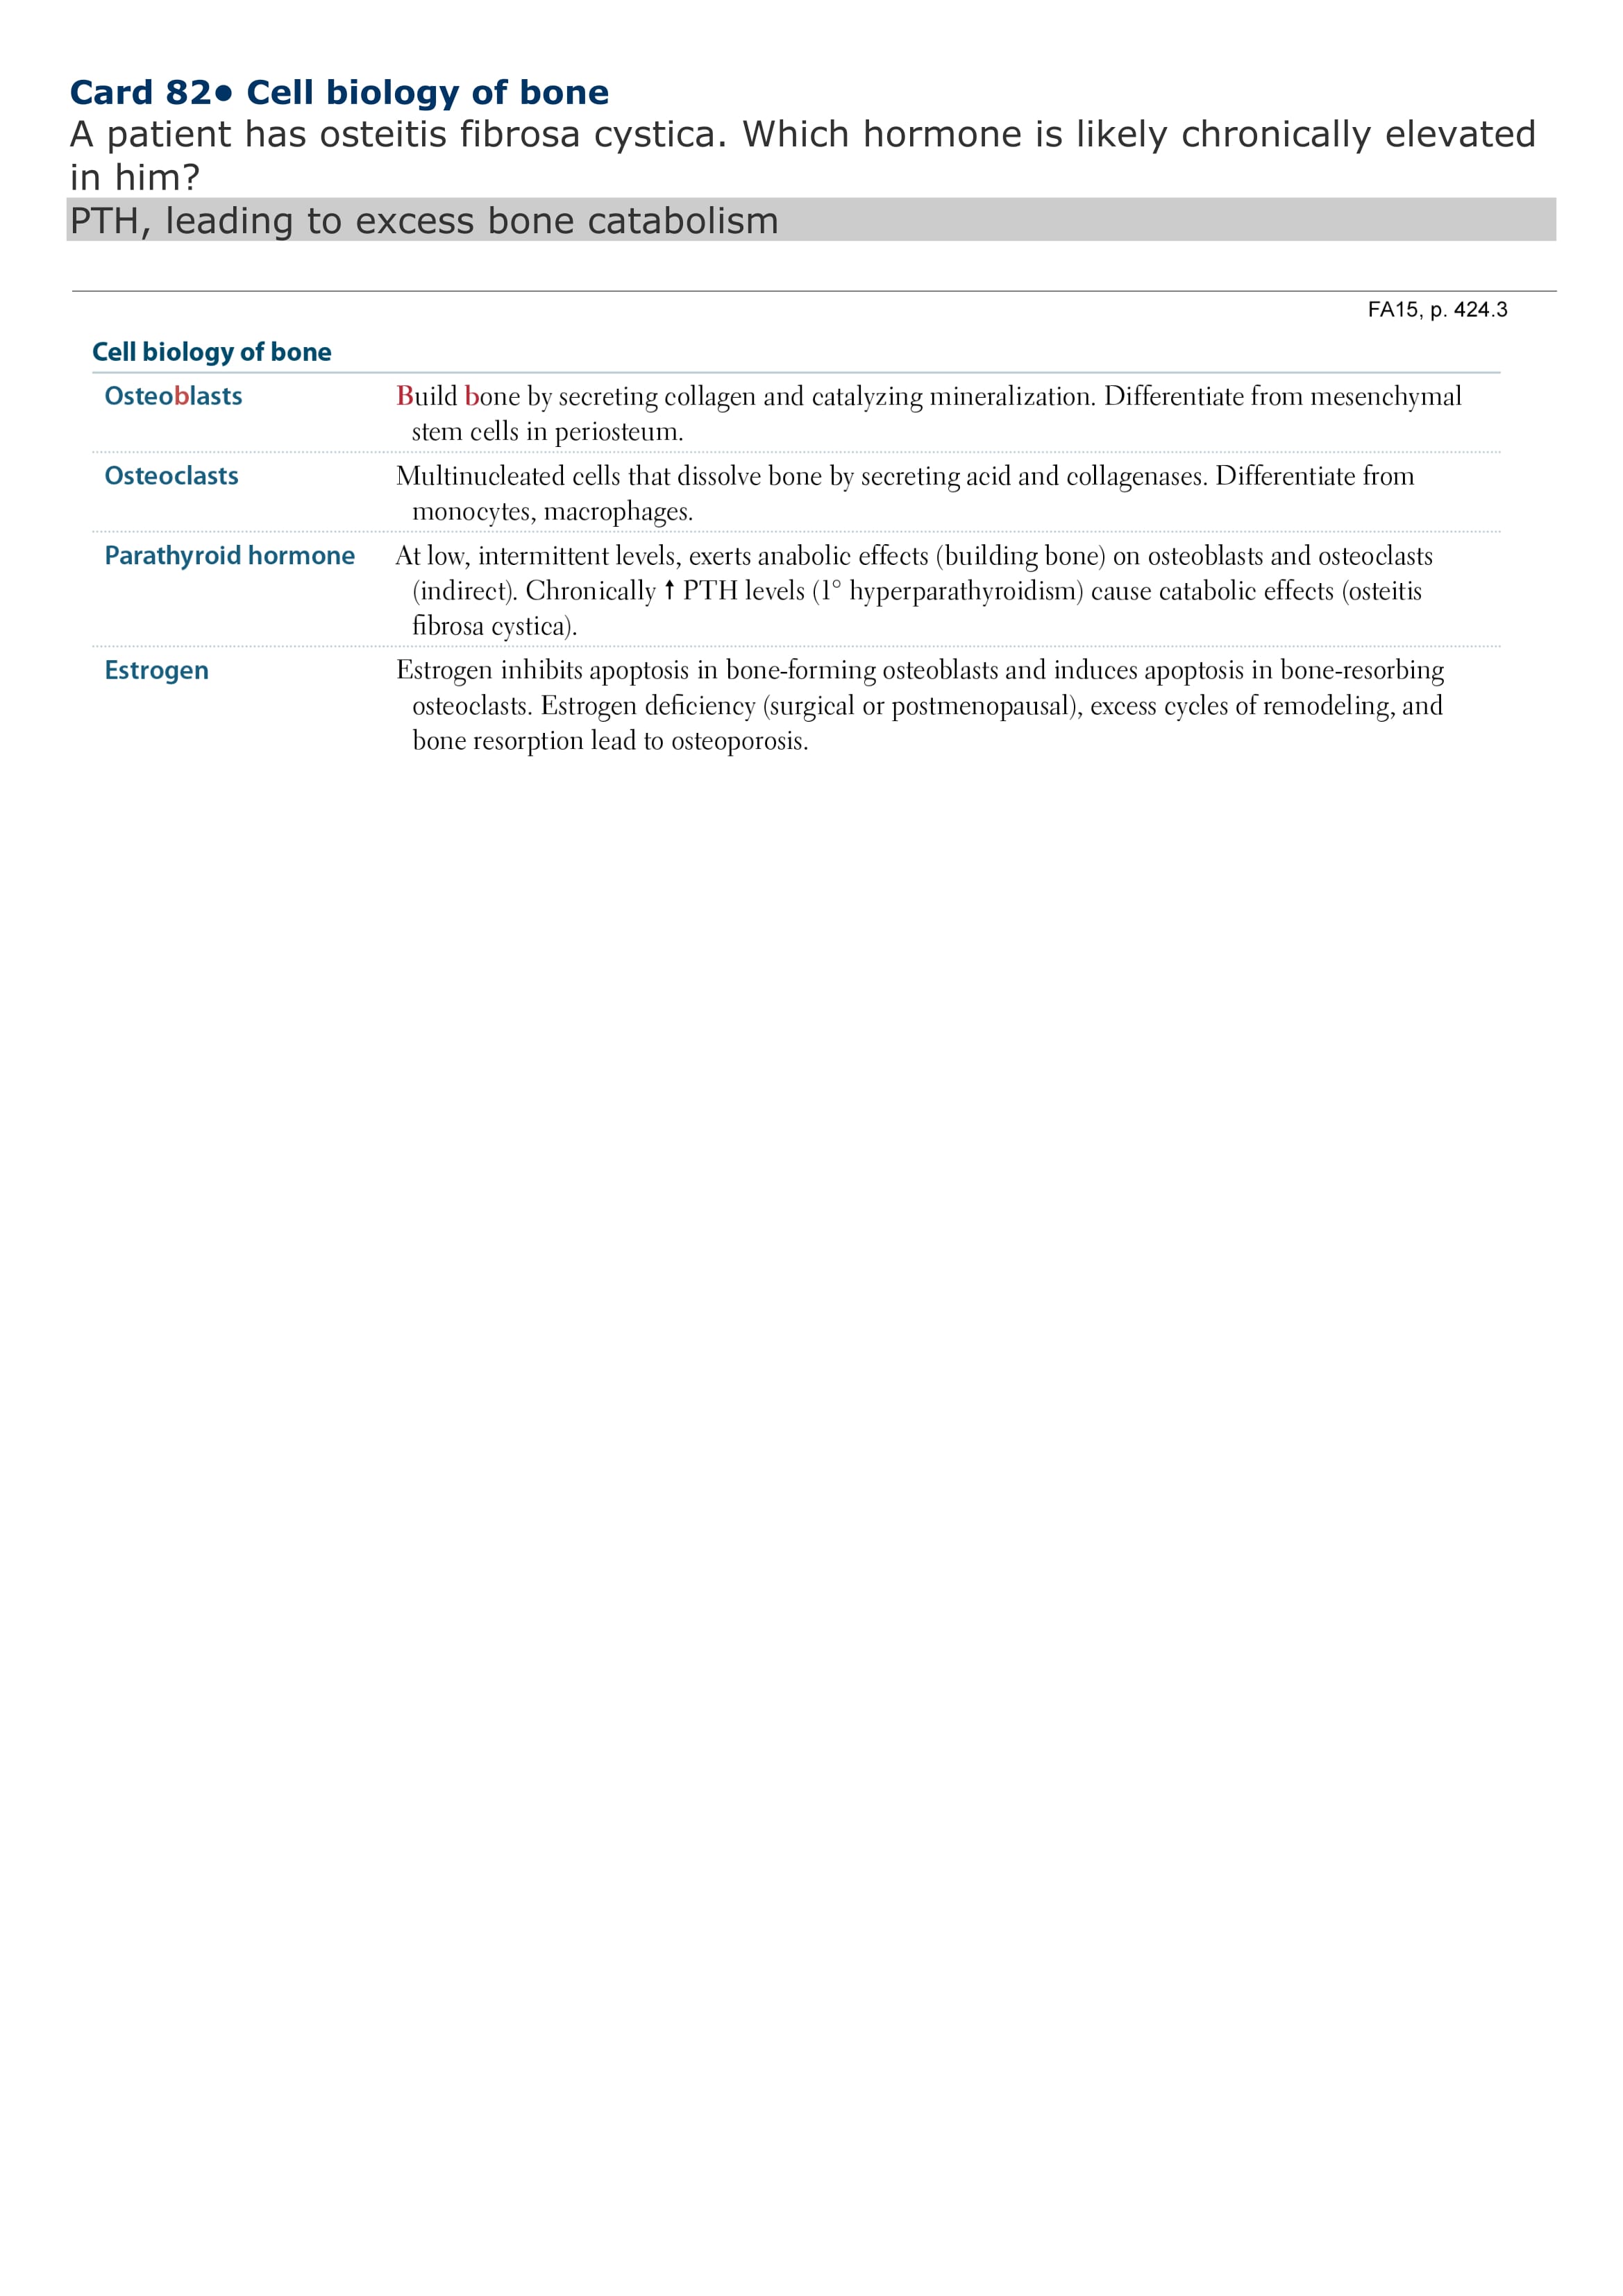 Card 82● Cell biology of bone
A patient has osteitis fibrosa cystica. Which hormone is likely chronically elevated
in him?
PTH, leading to excess bone catabolism
FA15, p. 424.3
Cell biology of bone
Osteoblasts Build bone by secreting collagen and catalyzing mineralization. Differentiate from mesenchymal
stem cells in periosteum.
Osteoclasts Multinucleated cells that dissolve bone by secreting acid and collagenases. Differentiate from
monocytes, macrophages.
Parathyroid hormone At low, intermittent levels, exerts anabolic effects (building bone) on osteoblasts and osteoclasts
(indirect). Chronically ↑ PTH levels (1° hyperparathyroidism) cause catabolic effects (osteitis
fibrosa cystica).
Estrogen Estrogen inhibits apoptosis in bone-forming osteoblasts and induces apoptosis in bone-resorbing
osteoclasts. Estrogen deficiency (surgical or postmenopausal), excess cycles of remodeling, and
bone resorption lead to osteoporosis.